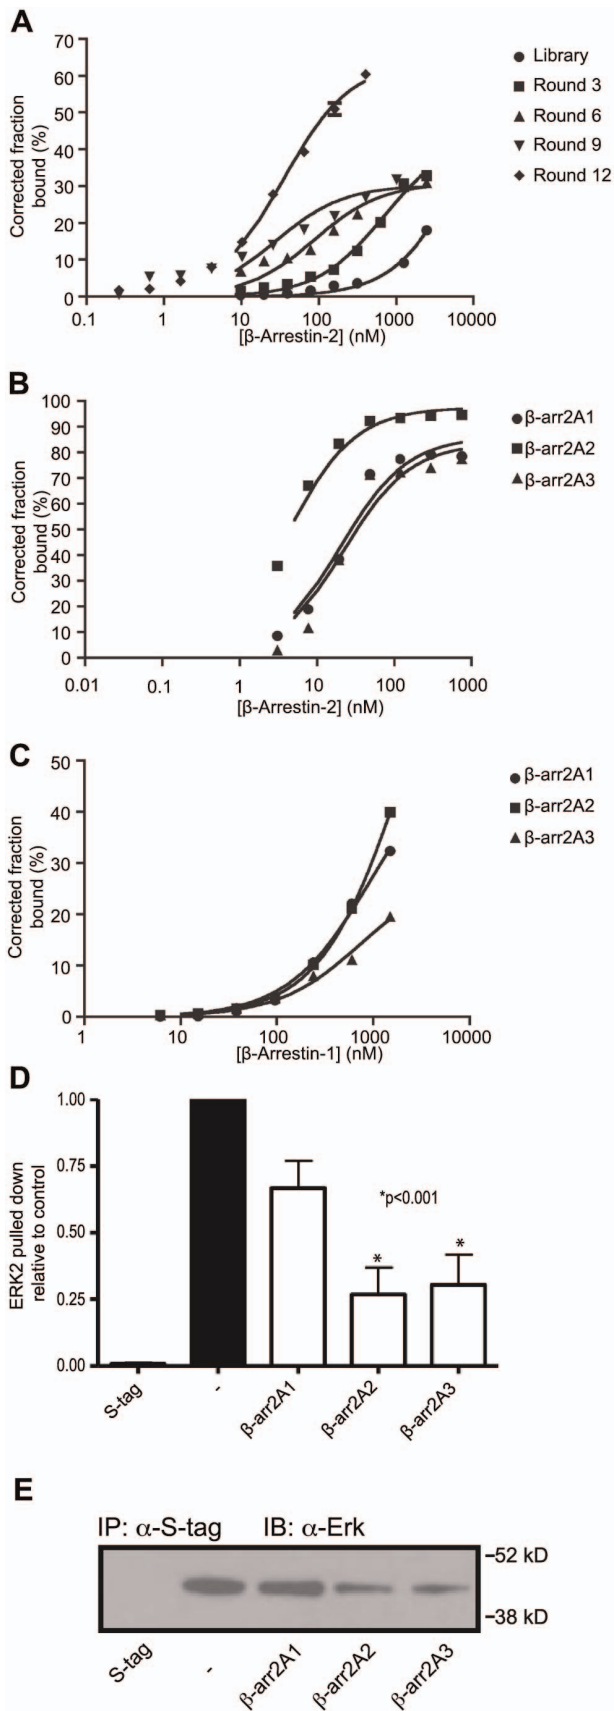 A
70
60
50
40
30
20
10
0
Corrected fraction
bound (%)
0.1 1 10 100 1000 10000
[β-Arrestin-2] (nM)
Library
Round 3
Round 6
Round 9
Round 12
B
100
90
80
70
60
50
40
30
20
10
0
Corrected fraction
bound (%)
0.01 0.1 1 10 100 1000
[β-Arrestin-2] (nM)
β-arr2A1
β-arr2A2
β-arr2A3
C
50
40
30
20
10
0
Corrected fraction
bound (%)
1 10 100 1000 10000
[β-Arrestin-1] (nM)
β-arr2A1
β-arr2A2
β-arr2A3
D
1.00
0.75
0.50
0.25
0.00
ERK2 pulled down
relative to control
*p<0.001
* *
S-tag - β-arr2A1 β-arr2A2 β-arr2A3
E
IP: α-S-tag IB: α-Erk
–52 kD
–38 kD
S-tag - β-arr2A1 β-arr2A2 β-arr2A3